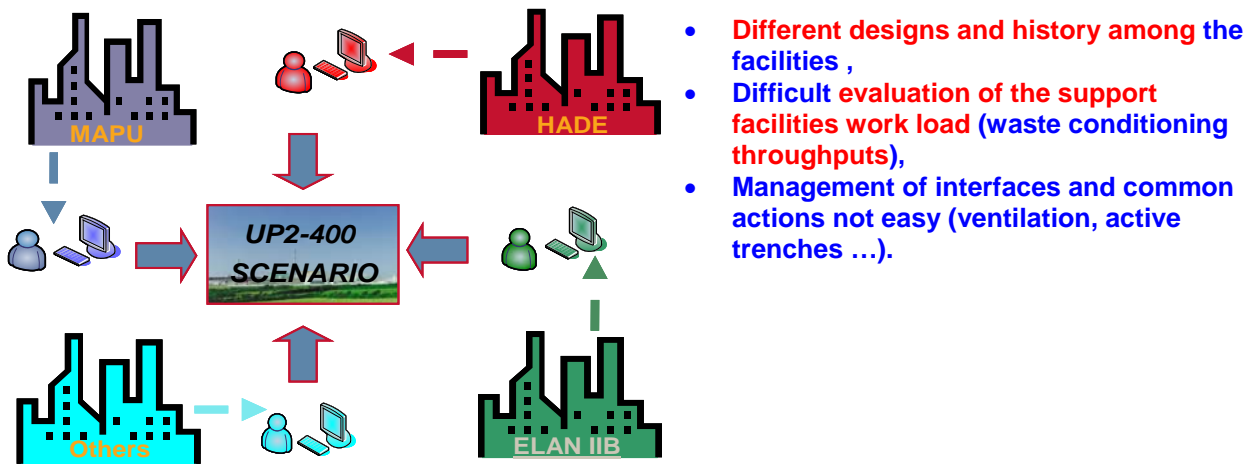 MAPU
HADE
UP2-400
SCENARIO
Others
ELAN IIB
• Different designs and history among the
facilities ,
• Difficult evaluation of the support
facilities work load (waste conditioning
throughputs),
• Management of interfaces and common
actions not easy (ventilation, active
trenches …).